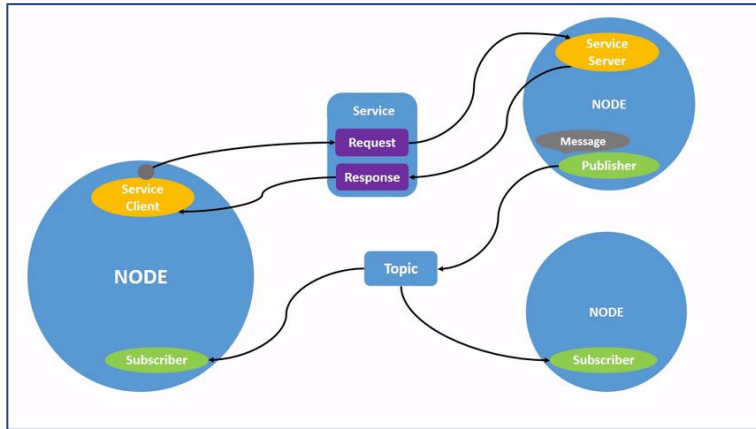 Service
Server
NODE
Message
Publisher
Service
Request
Response
Service
Client
NODE
Subscriber
Topic
NODE
Subscriber